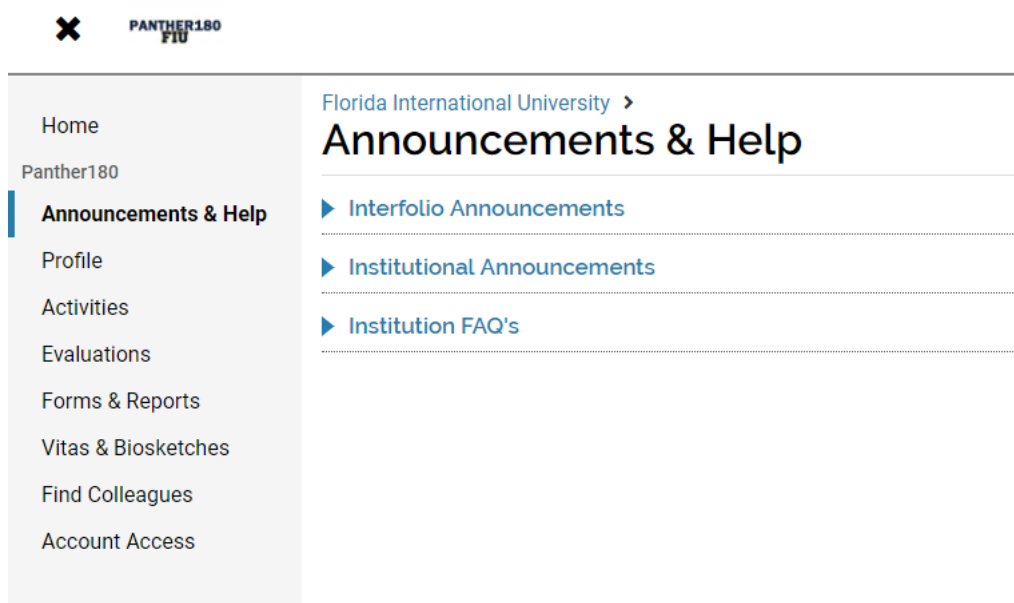 PANTHER180
FIU
Home
Panther180
Announcements & Help
Profile
Activities
Evaluations
Forms & Reports
Vitas & Biosketches
Find Colleagues
Account Access
Florida International University
Announcements & Help
Interfolio Announcements
Institutional Announcements
Institution FAQ's